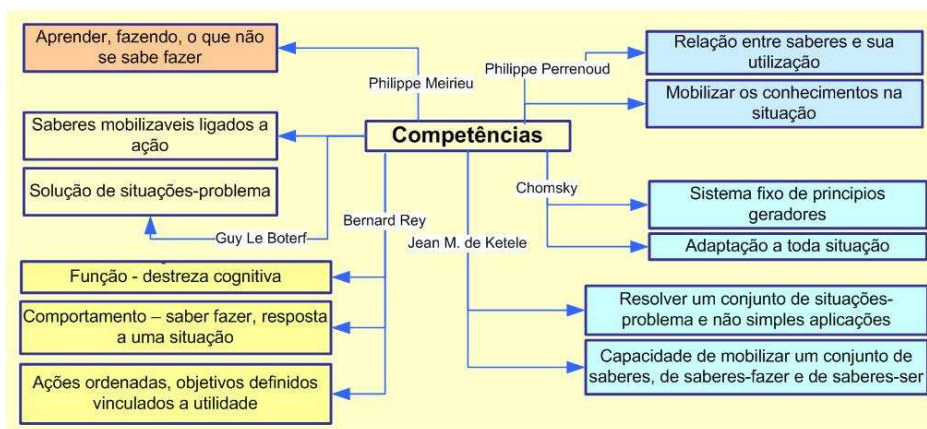 Aprender, fazendo, o que não
se sabe fazer
Philippe Meirieu
Philippe Perrenoud
Relação entre saberes e sua
utilização
Mobilizar os conhecimentos na
situação
Competências
Saberes mobilizaveis ligados a
ação
Solução de situações-problema
Guy Le Boterf
Bernard Rey
Jean M. de Ketele
Chomsky
Sistema fixo de principios
geradores
Adaptação a toda situação
Função - destreza cognitiva
Comportamento – saber fazer, resposta
a uma situação
Ações ordenadas, objetivos definidos
vinculados a utilidade
Resolver um conjunto de situações-
problema e não simples aplicações
Capacidade de mobilizar um conjunto de
saberes, de saberes-fazer e de saberes-ser